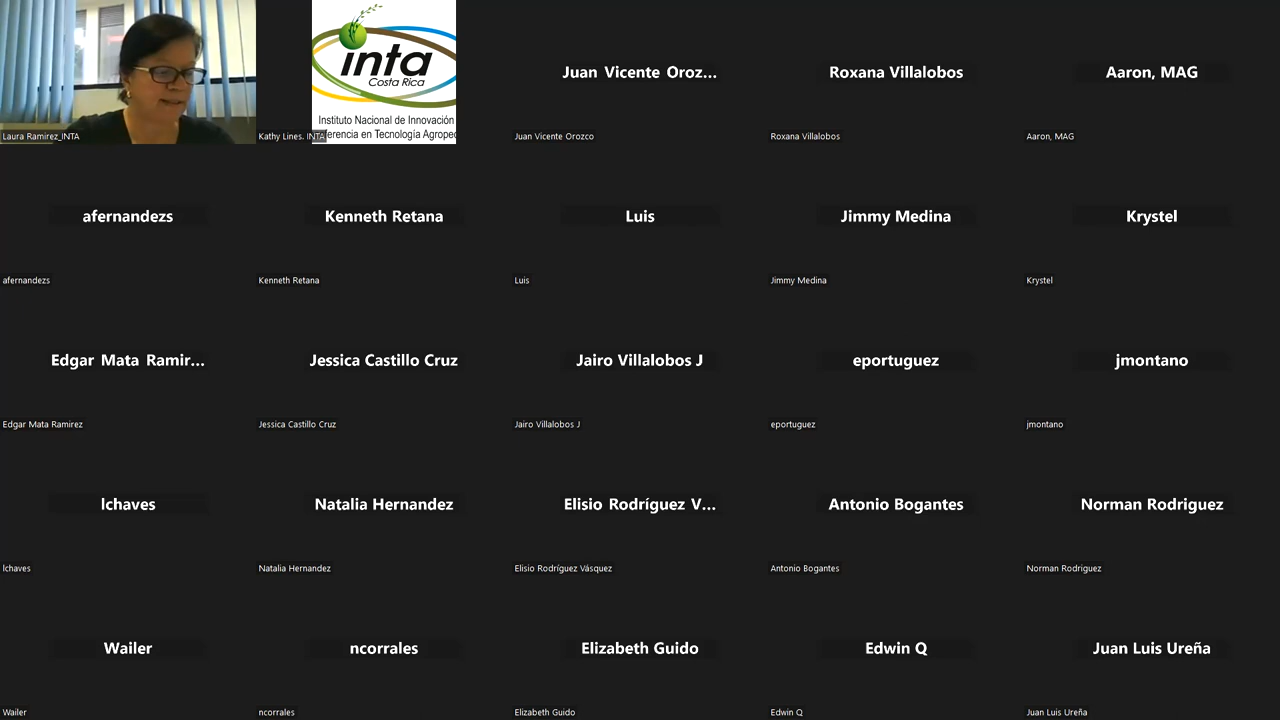 Laura Ramirez_INTA
inta
Costa Rica
Instituto Nacional de Innovación
ferencia en Tecnología Agropec
Kathy Lines. INTA
Juan Vicente Oroz...
Juan Vicente Orozco
Roxana Villalobos
Roxana Villalobos
Aaron, MAG
Aaron, MAG
afernandezs
afernandezs
Kenneth Retana
Kenneth Retana
Luis
Luis
Jimmy Medina
Jimmy Medina
Krystel
Krystel
Edgar Mata Ramir...
Edgar Mata Ramirez
Jessica Castillo Cruz
Jessica Castillo Cruz
Jairo Villalobos J
Jairo Villalobos J
eportuguez
eportuguez
jmontano
jmontano
lchaves
lchaves
Natalia Hernandez
Natalia Hernandez
Elisio Rodríguez V...
Elisio Rodríguez Vásquez
Antonio Bogantes
Antonio Bogantes
Norman Rodriguez
Norman Rodriguez
Wailer
Wailer
ncorrales
ncorrales
Elizabeth Guido
Elizabeth Guido
Edwin Q
Edwin Q
Juan Luis Ureña
Juan Luis Ureña